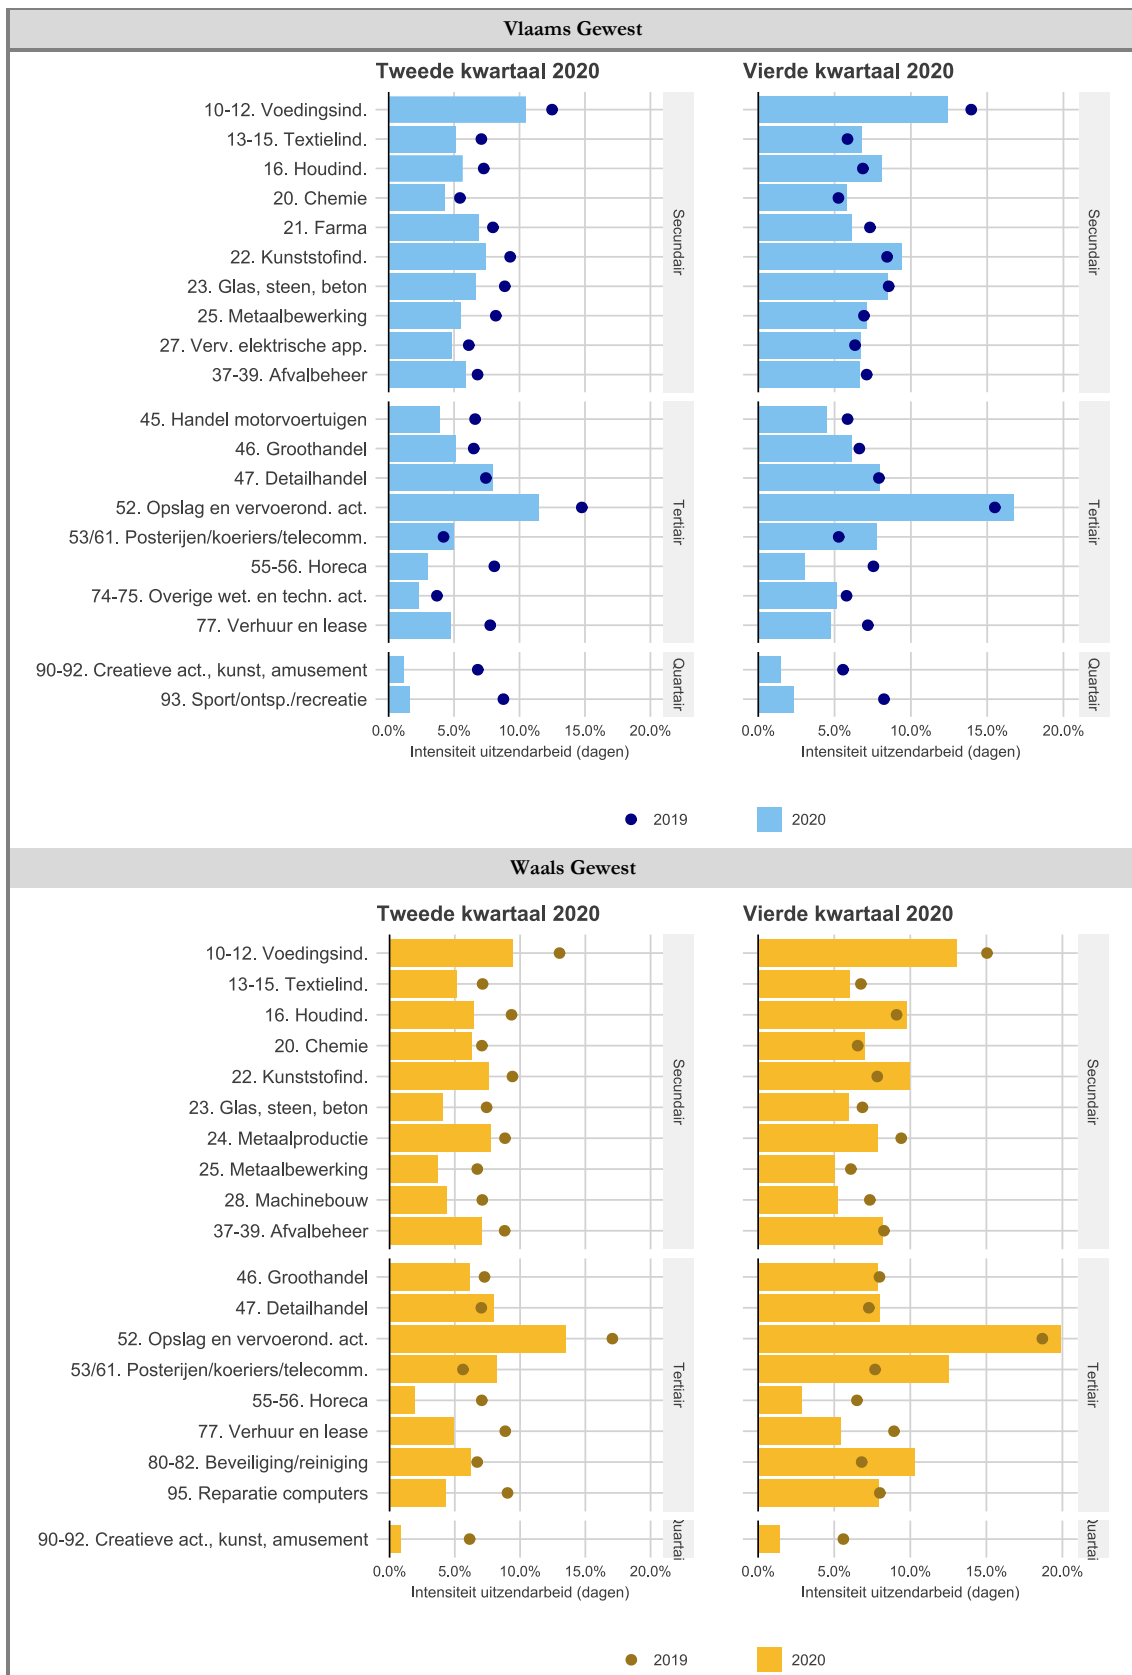 Vlaams Gewest
Tweede kwartaal 2020
Vierde kwartaal 2020
10-12. Voedingsind.
13-15. Textielind.
16. Houdind.
20. Chemie
21. Farma
22. Kunststofind.
23. Glas, steen, beton
25. Metaalbewerking
27. Verv. elektrische app.
37-39. Afvalbeheer
Secundair
Secundair
45. Handel motorvoertuigen
46. Groothandel
47. Detailhandel
52. Opslag en vervoerond. act.
53/61. Posterijen/koeriers/telecomm.
55-56. Horeca
74-75. Overige wet. en techn. act.
77. Verhuur en lease
Tertiair
Tertiair
90-92. Creatieve act., kunst, amusement
93. Sport/ontsp./recreatie
Quartair
Quartair
0.0% 5.0% 10.0% 15.0% 20.0%
0.0% 5.0% 10.0% 15.0% 20.0%
Intensiteit uitzendarbeid (dagen)
Intensiteit uitzendarbeid (dagen)
2019
2020
Waals Gewest
Tweede kwartaal 2020
Vierde kwartaal 2020
10-12. Voedingsind.
13-15. Textielind.
16. Houdind.
20. Chemie
22. Kunststofind.
23. Glas, steen, beton
24. Metaalproductie
25. Metaalbewerking
28. Machinebouw
37-39. Afvalbeheer
Secundair
Secundair
46. Groothandel
47. Detailhandel
52. Opslag en vervoerond. act.
53/61. Posterijen/koeriers/telecomm.
55-56. Horeca
77. Verhuur en lease
80-82. Beveiliging/reiniging
95. Reparatie computers
Tertiair
Tertiair
90-92. Creatieve act., kunst, amusement
Quartai
Quartai
0.0% 5.0% 10.0% 15.0% 20.0%
0.0% 5.0% 10.0% 15.0% 20.0%
Intensiteit uitzendarbeid (dagen)
Intensiteit uitzendarbeid (dagen)
2019
2020